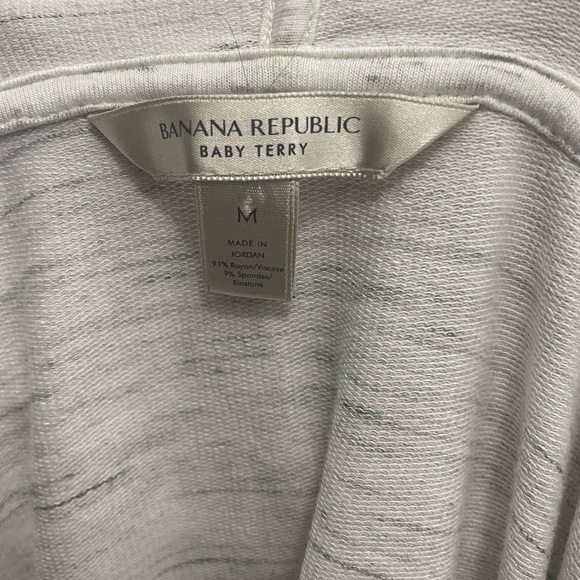 BANANA REPUBLIC
BABY TERRY
M
MADE IN
JORDAN
91% Rayon/Viscose
9% Spandex/
Elastane